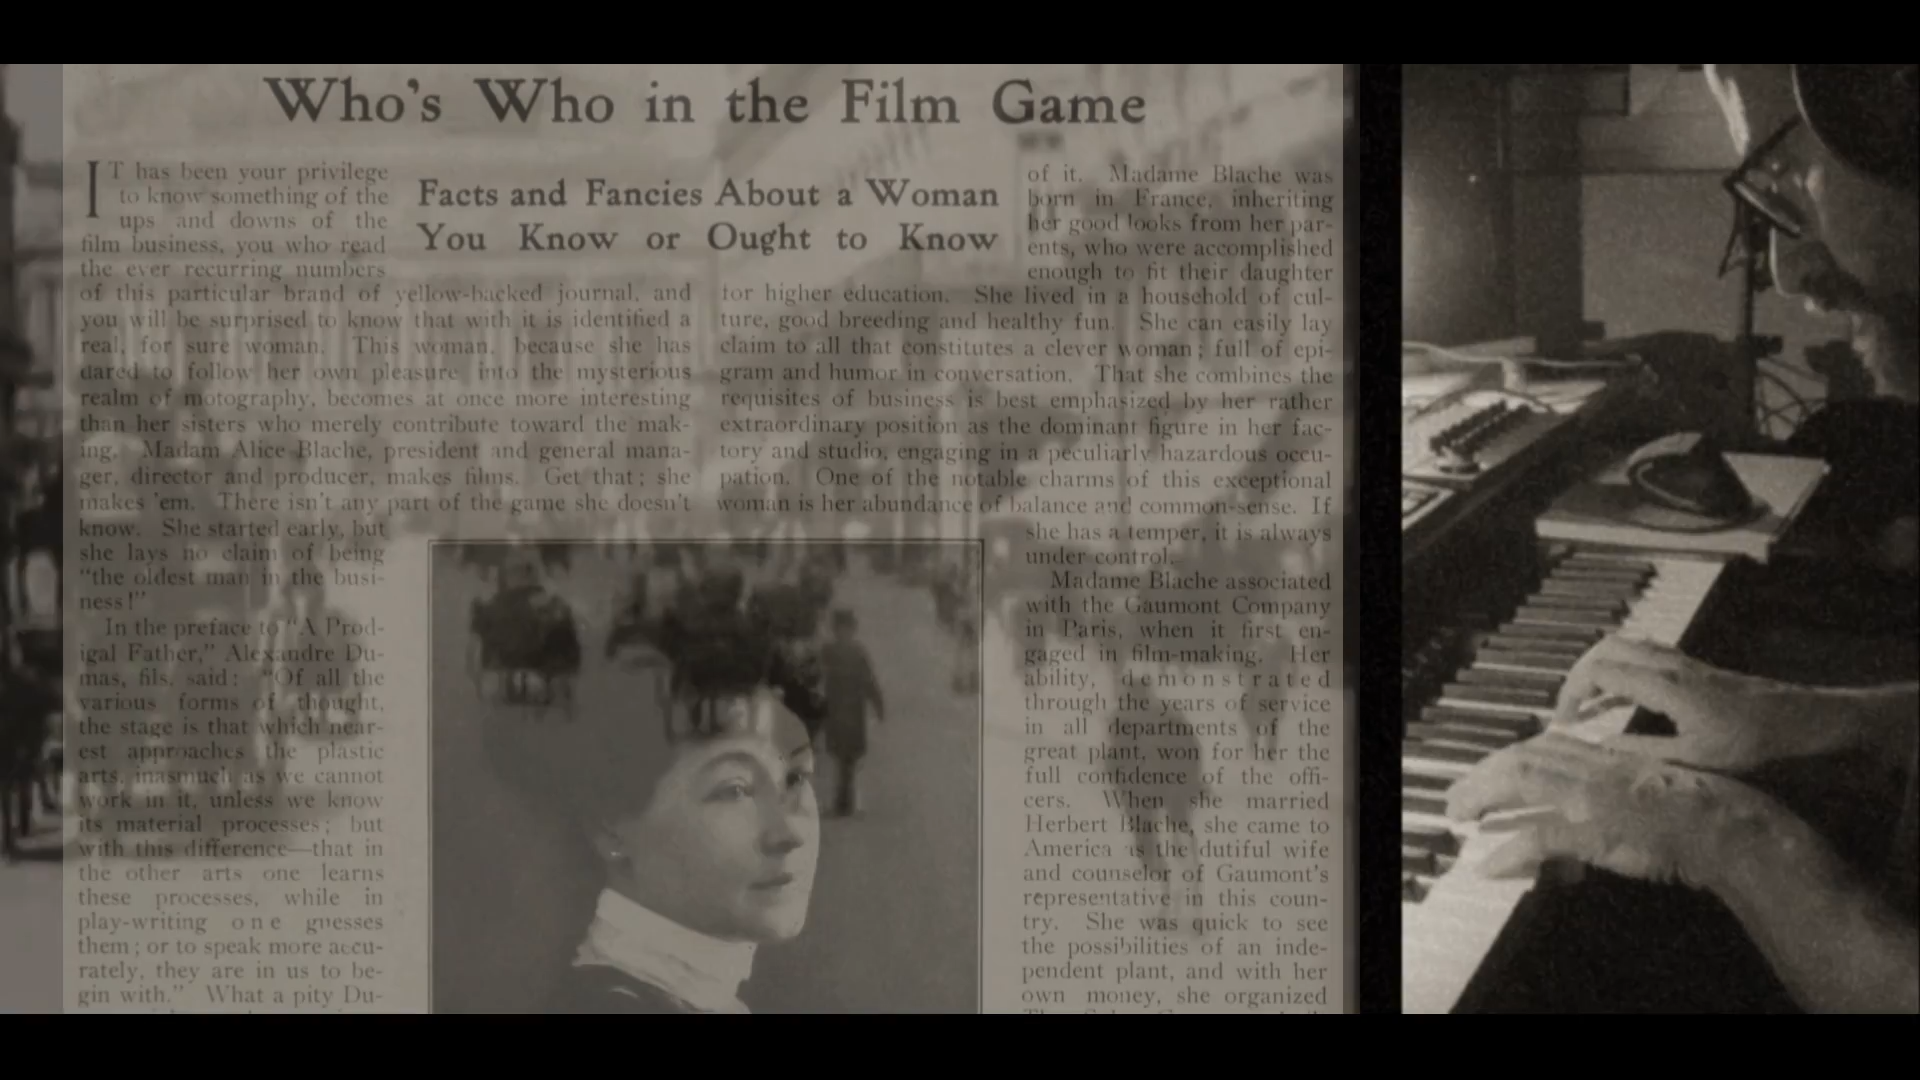 Who's Who in the Film Game
Facts and Fancies About a Woman
You Know or Ought to Know
IT has been your privilege
to know something of the
ups and downs of the
film business, you who read
the ever recurring numbers
of this particular brand of yellow-backed journal, and
you will be surprised to know that with it is identified a
real, for sure woman. This woman, because she has
dared to follow her own pleasure into the mysterious
realm of motography, becomes at once more interesting
than her sisters who merely contribute toward the mak-
ing. Madam Alice Blache, president and general mana-
ger, director and producer, makes films. Get that; she
makes 'em. There isn't any part of the game she doesn't
know. She started early, but
she lays no claim of being
"the oldest man in the busi-
ness!"
In the preface to "A Prod-
igal Father," Alexandre Du-
mas, fils, said: "Of all the
various forms of thought,
the stage is that which near-
est approaches the plastic
arts, inasmuch as we cannot
work in it, unless we know
its material processes; but
with this difference—that in
the other arts one learns
these processes, while in
play-writing one guesses
them; or to speak more accu-
rately, they are in us to be-
gin with." What a pity Du-
for higher education. She lived in a household of cul-
ture, good breeding and healthy fun. She can easily lay
claim to all that constitutes a clever woman; full of epi-
gram and humor in conversation. That she combines the
requisites of business is best emphasized by her rather
extraordinary position as the dominant figure in her fac-
tory and studio, engaging in a peculiarly hazardous occu-
pation. One of the notable charms of this exceptional
woman is her abundance of balance and common-sense. If
of it. Madame Blache was
born in France, inheriting
her good looks from her par-
ents, who were accomplished
enough to fit their daughter
she has a temper, it is always
under control.
Madame Blache associated
with the Gaumont Company
in Paris, when it first en-
gaged in film-making. Her
ability, demonstrated
through the years of service
in all departments of the
great plant, won for her the
full confidence of the offi-
cers. When she married
Herbert Blache, she came to
America as the dutiful wife
and counselor of Gaumont's
representative in this coun-
try. She was quick to see
the possibilities of an inde-
pendent plant, and with her
own money, she organized